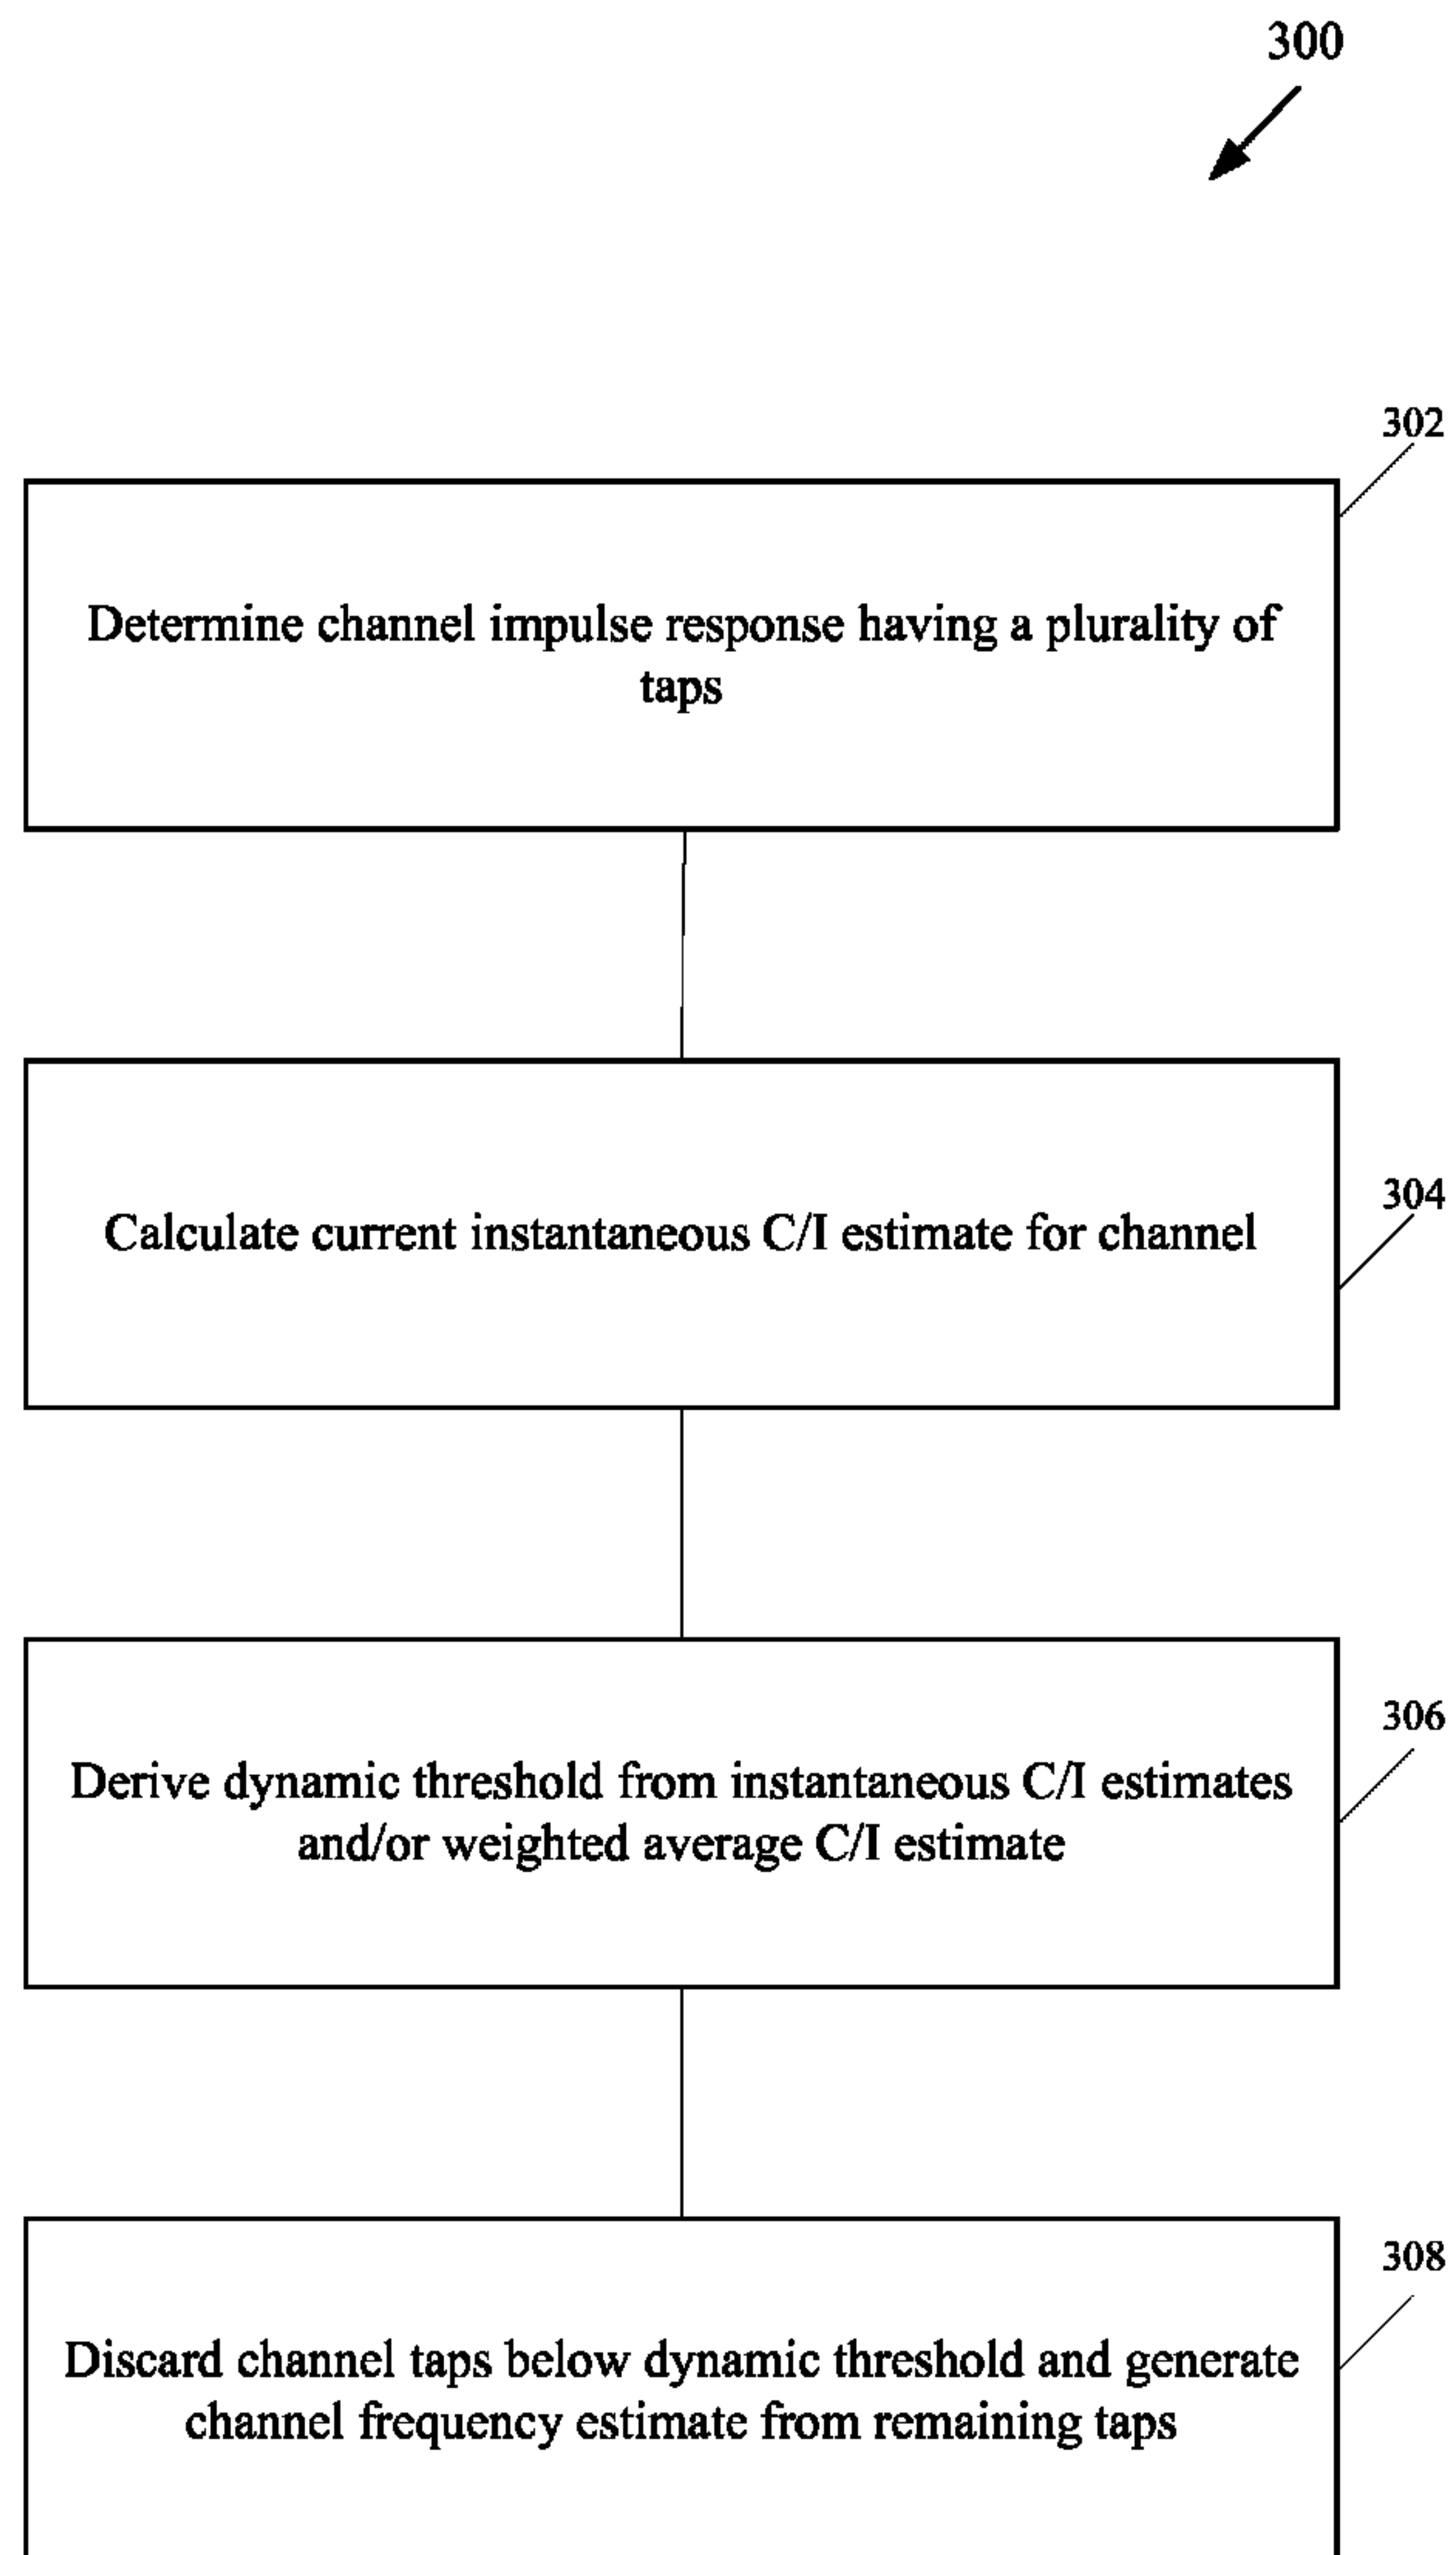 300
302
Determine channel impulse response having a plurality of
taps
304
Calculate current instantaneous C/I estimate for channel
306
Derive dynamic threshold from instantaneous C/I estimates
and/or weighted average C/I estimate
308
Discard channel taps below dynamic threshold and generate
channel frequency estimate from remaining taps